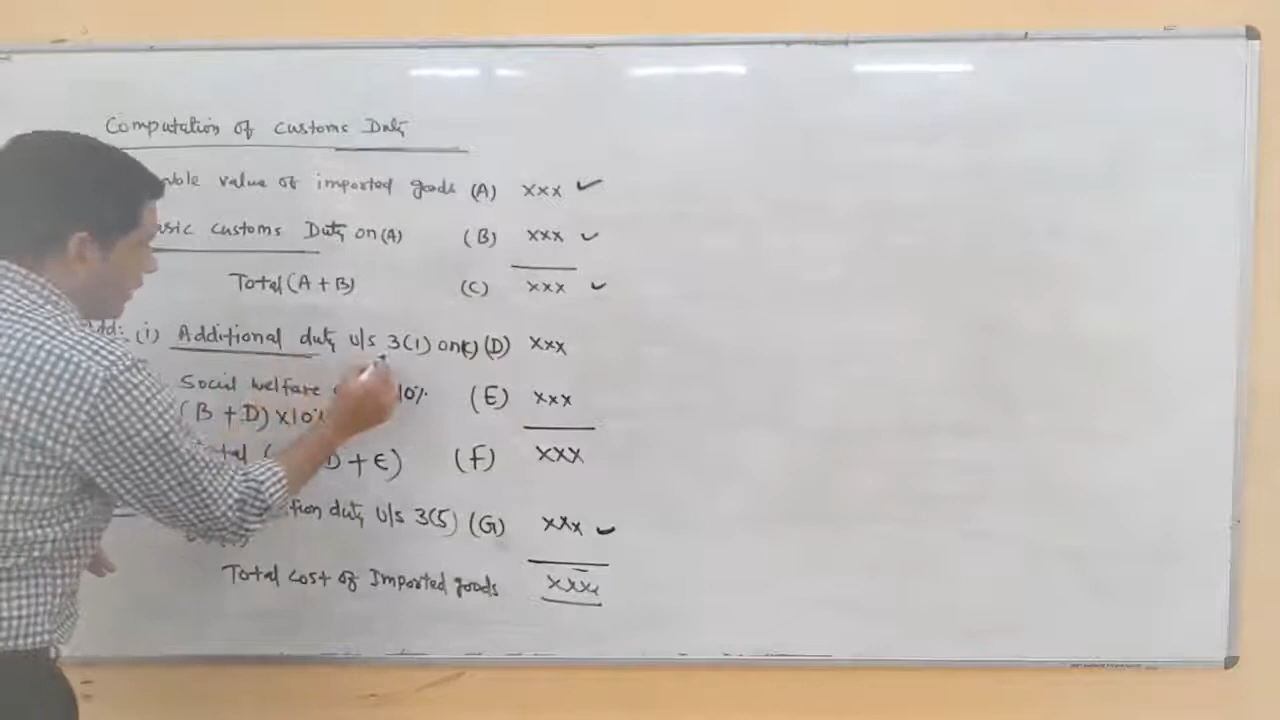 Computation of Customs Duty
value of imported goods (A) xxx ✓
Customs Duty on (A) (B) xxx ✓
Total (A + B) (C) xxx ✓
(i) Additional duty u/s 3(1) on (C) (D) xxx
Social welfare 10% (E) xxx
(B + D) x 10%
D + E) (F) xxx
duty u/s 3(5) (G) xxx ✓
Total cost of Imported goods xxx